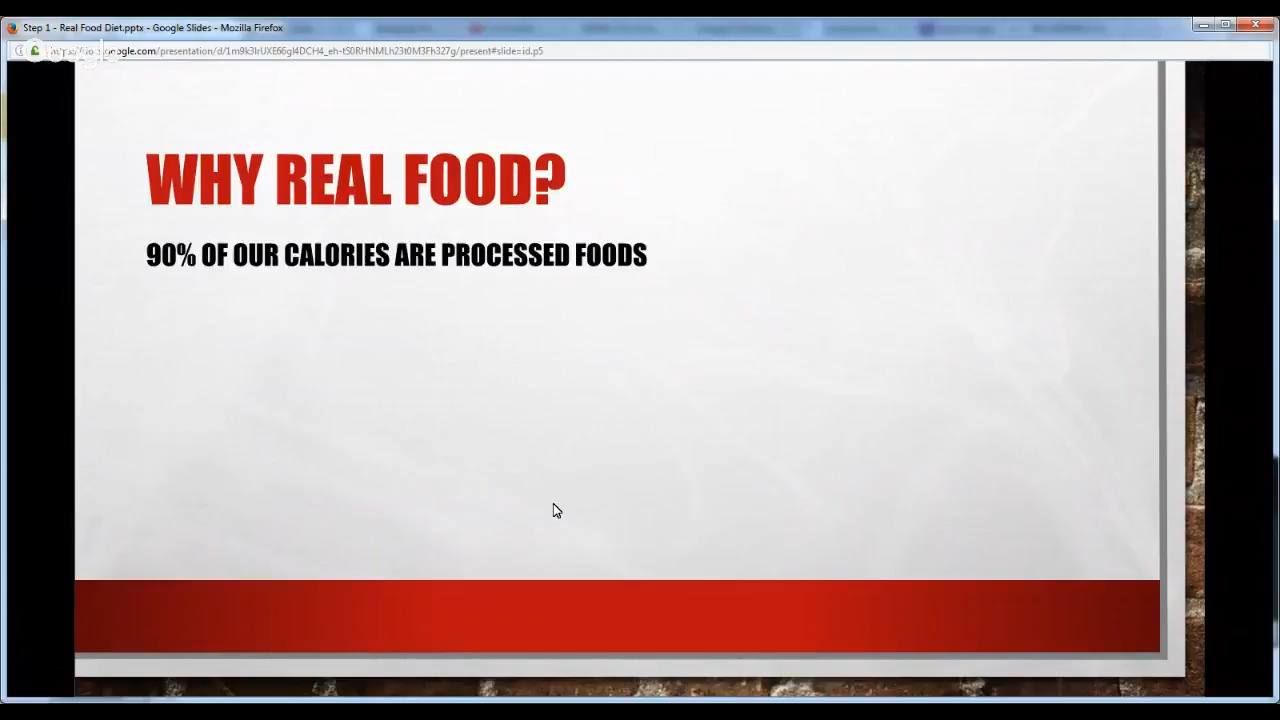 Step 1 - Real Food Diet.pptx - Google Slides - Mozilla Firefox
WHY REAL FOOD?
90% OF OUR CALORIES ARE PROCESSED FOODS